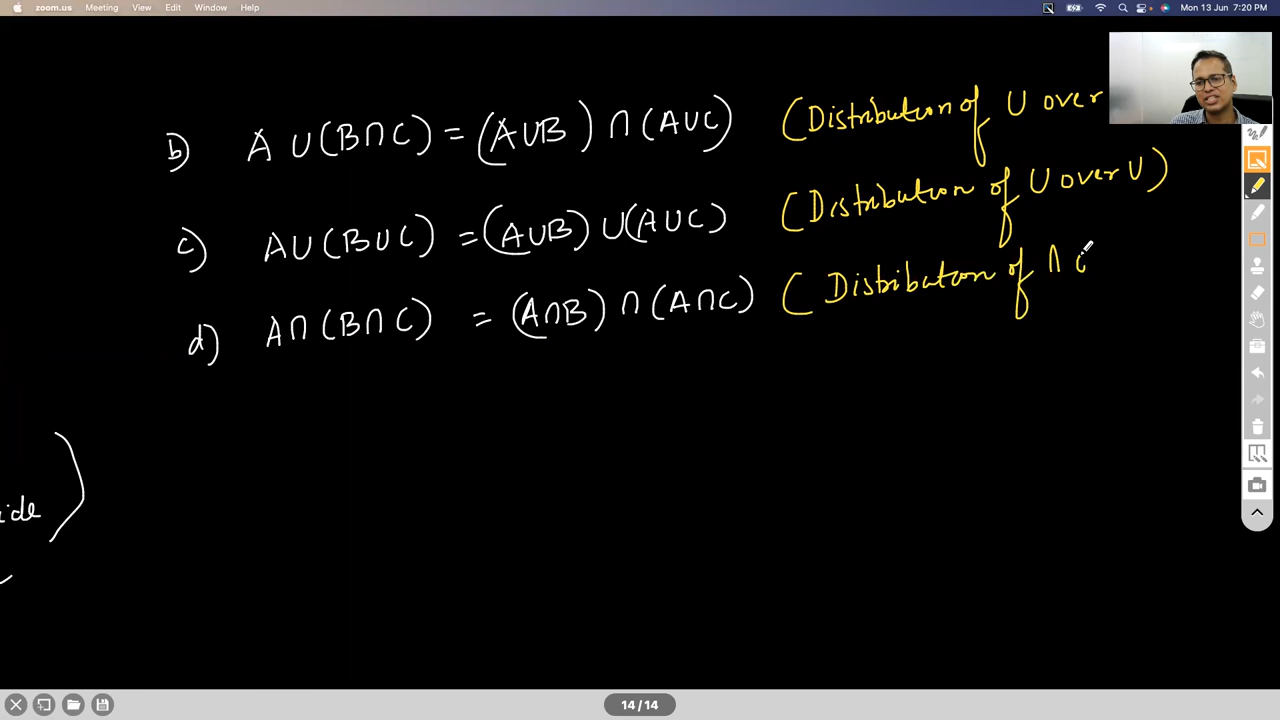 zoom.us Meeting View Edit Window Help Mon 13 Jun 7:20 PM
b) A ∪ (B∩C) = (A∪B) ∩ (A∪C) (Distribution of ∪ over
c) A∪(B∪C) = (A∪B) ∪(A∪C) (Distribution of ∪ over ∪)
d) A∩(B∩C) = (A∩B) ∩ (A∩C) (Distribution of ∩
ide
14/14